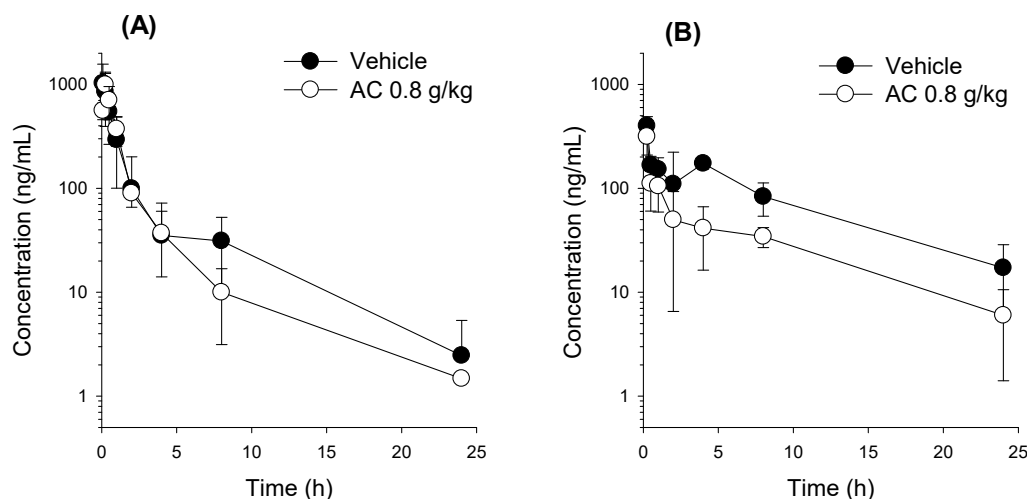 (A)
Vehicle
AC 0.8 g/kg
1000
100
10
1
Concentration (ng/mL)
0 5 10 15 20 25
Time (h)
(B)
Vehicle
AC 0.8 g/kg
1000
100
10
1
Concentration (ng/mL)
0 5 10 15 20 25
Time (h)